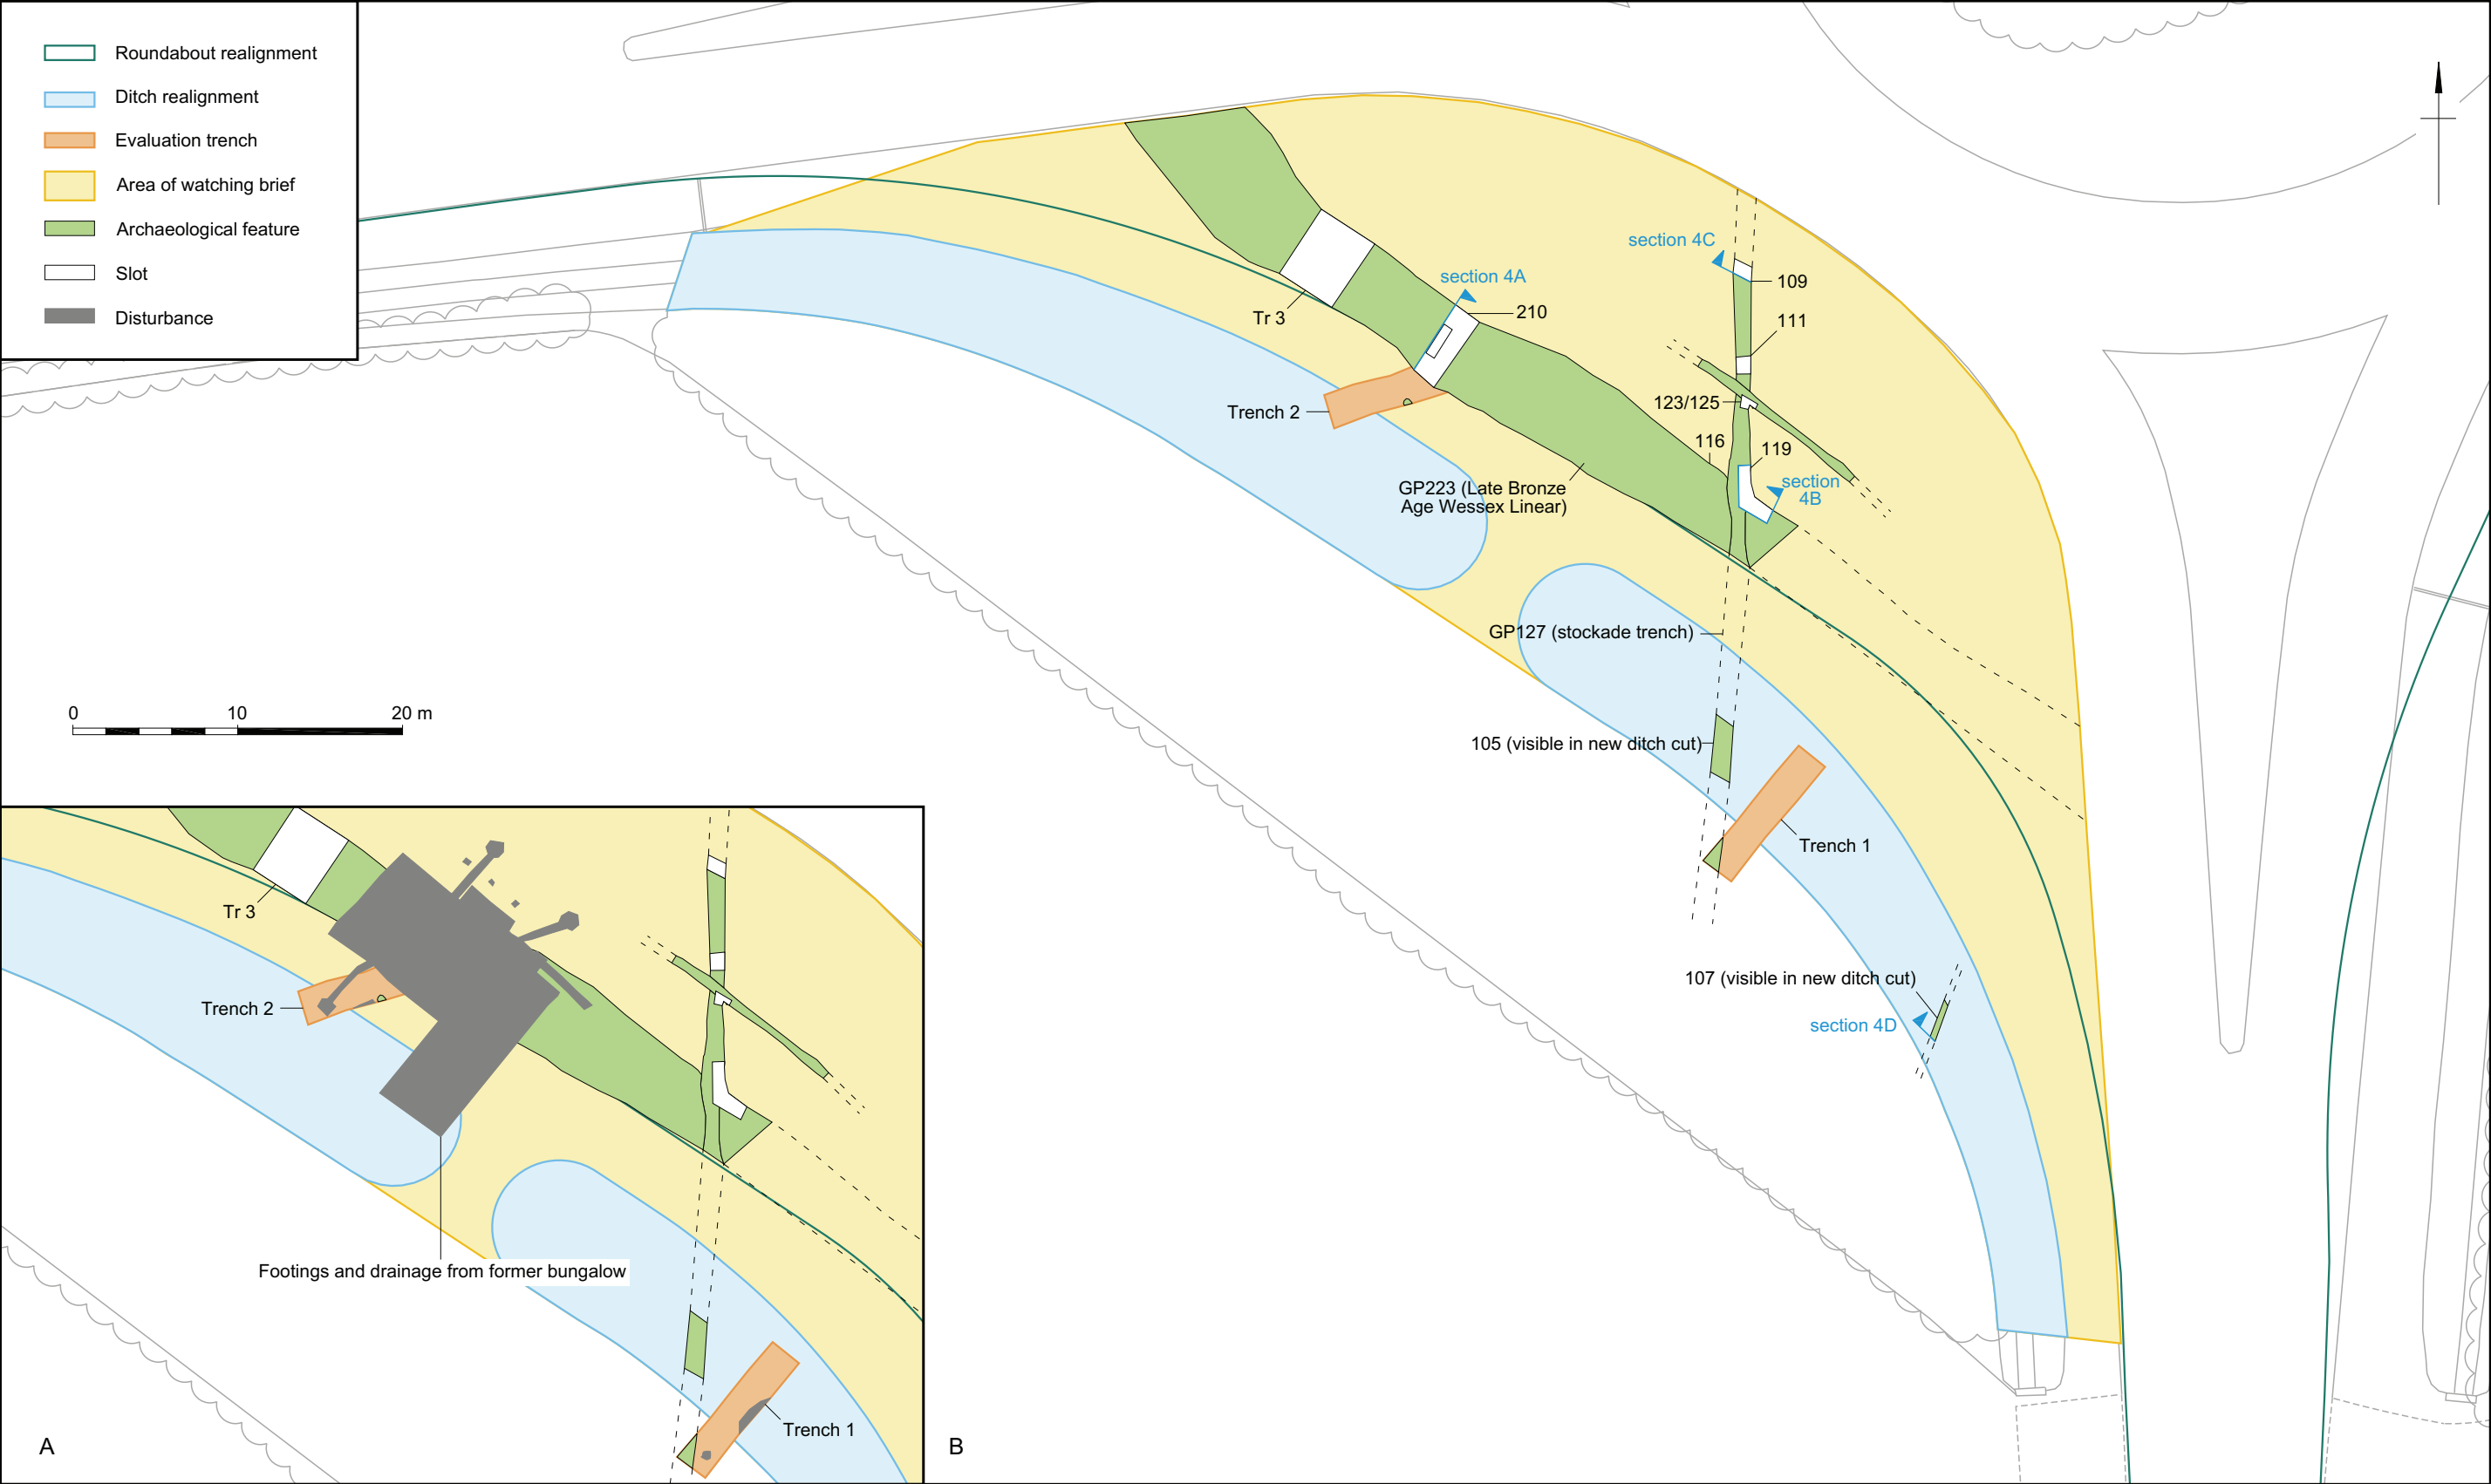 Roundabout realignment
Ditch realignment
Evaluation trench
Area of watching brief
Archaeological feature
Slot
Disturbance
section 4C
109
section 4A
210
Tr 3
111
123/125
Trench 2
116
119
section
4B
GP223 (Late Bronze
Age Wessex Linear)
GP127 (stockade trench)
0 10 20 m
105 (visible in new ditch cut)
Trench 1
107 (visible in new ditch cut)
section 4D
Tr 3
Trench 2
Footings and drainage from former bungalow
Trench 1
A
B